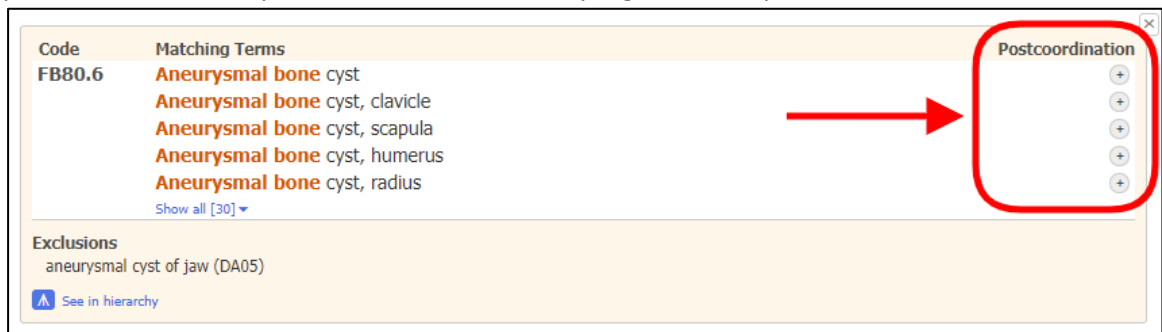 Code Matching Terms Postcoordination
FB80.6 Aneurysmal bone cyst +
Aneurysmal bone cyst, clavicle +
Aneurysmal bone cyst, scapula +
Aneurysmal bone cyst, humerus +
Aneurysmal bone cyst, radius +
Show all [30]
Exclusions
aneurysmal cyst of jaw (DA05)
See in hierarchy